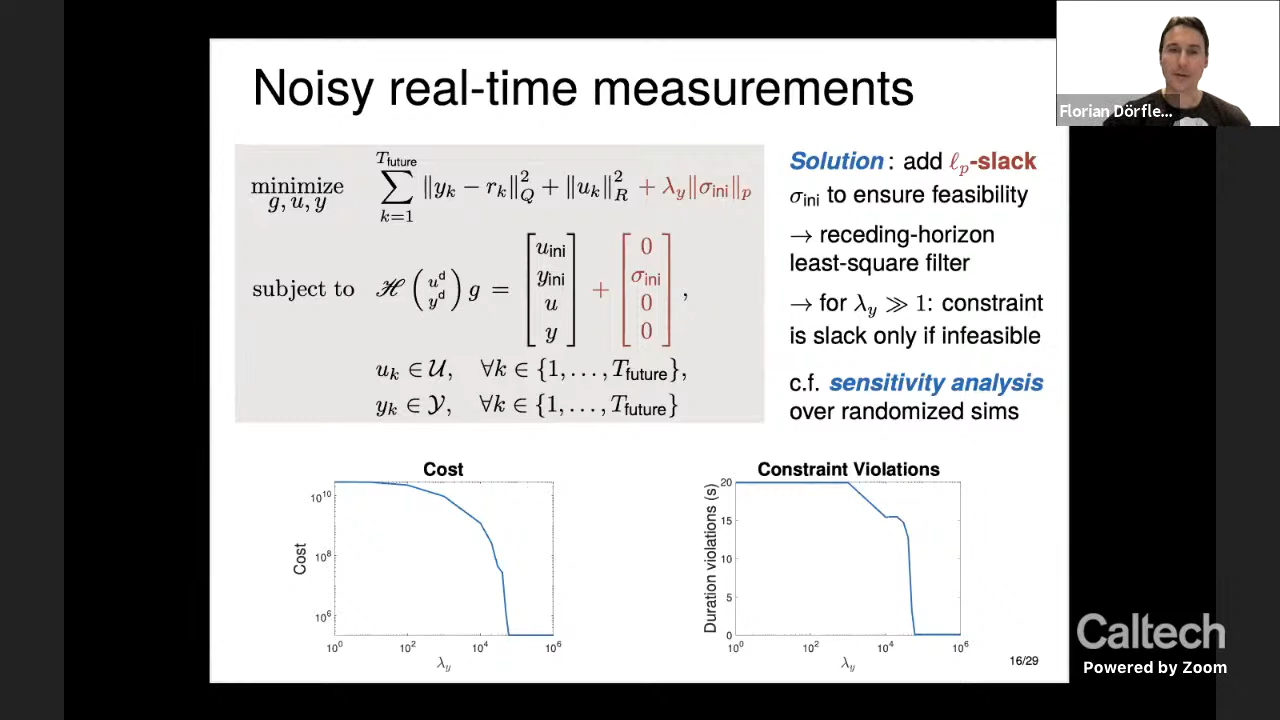 Noisy real-time measurements
minimize g, u, y ∑_{k=1}^{T_future} ‖y_k − r_k‖²_Q + ‖u_k‖²_R + λ_y‖σ_ini‖_p
subject to ℋ (u^d y^d) g = [u_ini y_ini u y] + [0 σ_ini 0 0],
u_k ∈ 𝒰, ∀k ∈ {1, …, T_future},
y_k ∈ 𝒴, ∀k ∈ {1, …, T_future}
Solution : add ℓ_p-slack
σ_ini to ensure feasibility
→ receding-horizon
least-square filter
→ for λ_y ≫ 1: constraint
is slack only if infeasible
c.f. sensitivity analysis
over randomized sims
Cost
Cost
10^10
10^8
10^6
10^0 10^2 10^4 10^6
λ_y
Constraint Violations
Duration violations (s)
20
15
10
5
0
10^0 10^2 10^4 10^6
λ_y
16/29
Florian Dörfle...
Caltech
Powered by Zoom